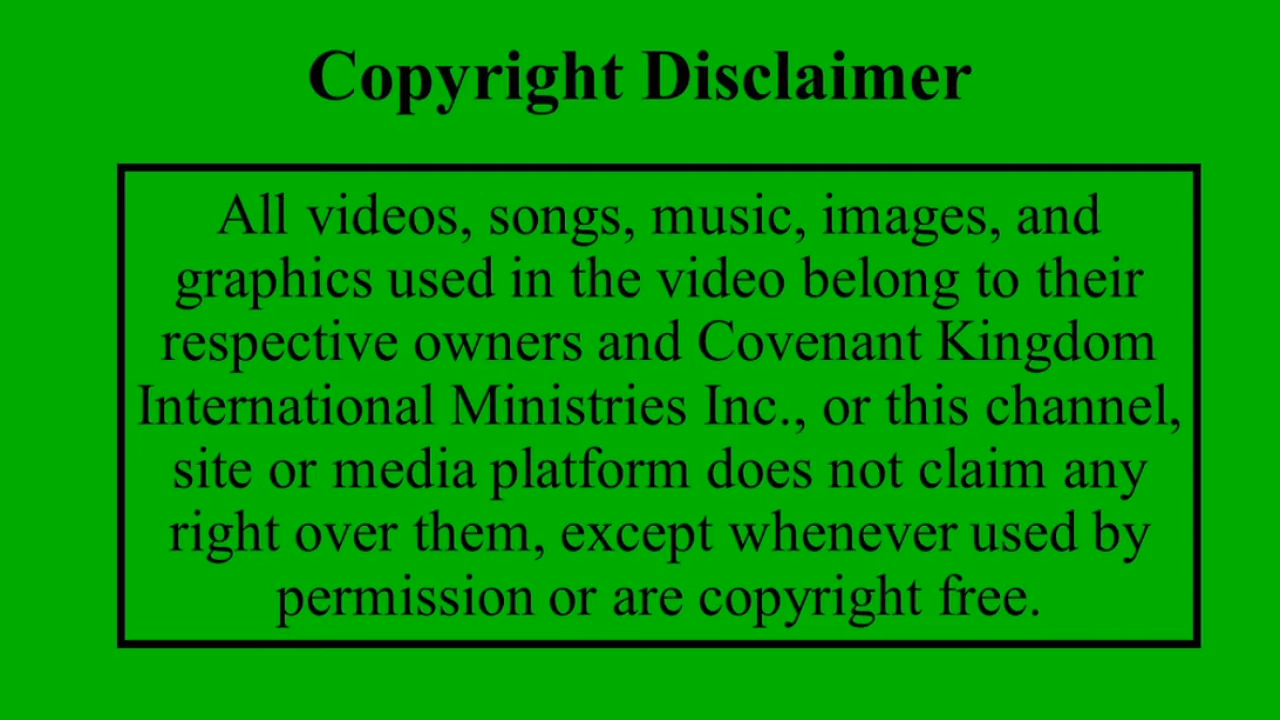 Copyright Disclaimer
All videos, songs, music, images, and
graphics used in the video belong to their
respective owners and Covenant Kingdom
International Ministries Inc., or this channel,
site or media platform does not claim any
right over them, except whenever used by
permission or are copyright free.